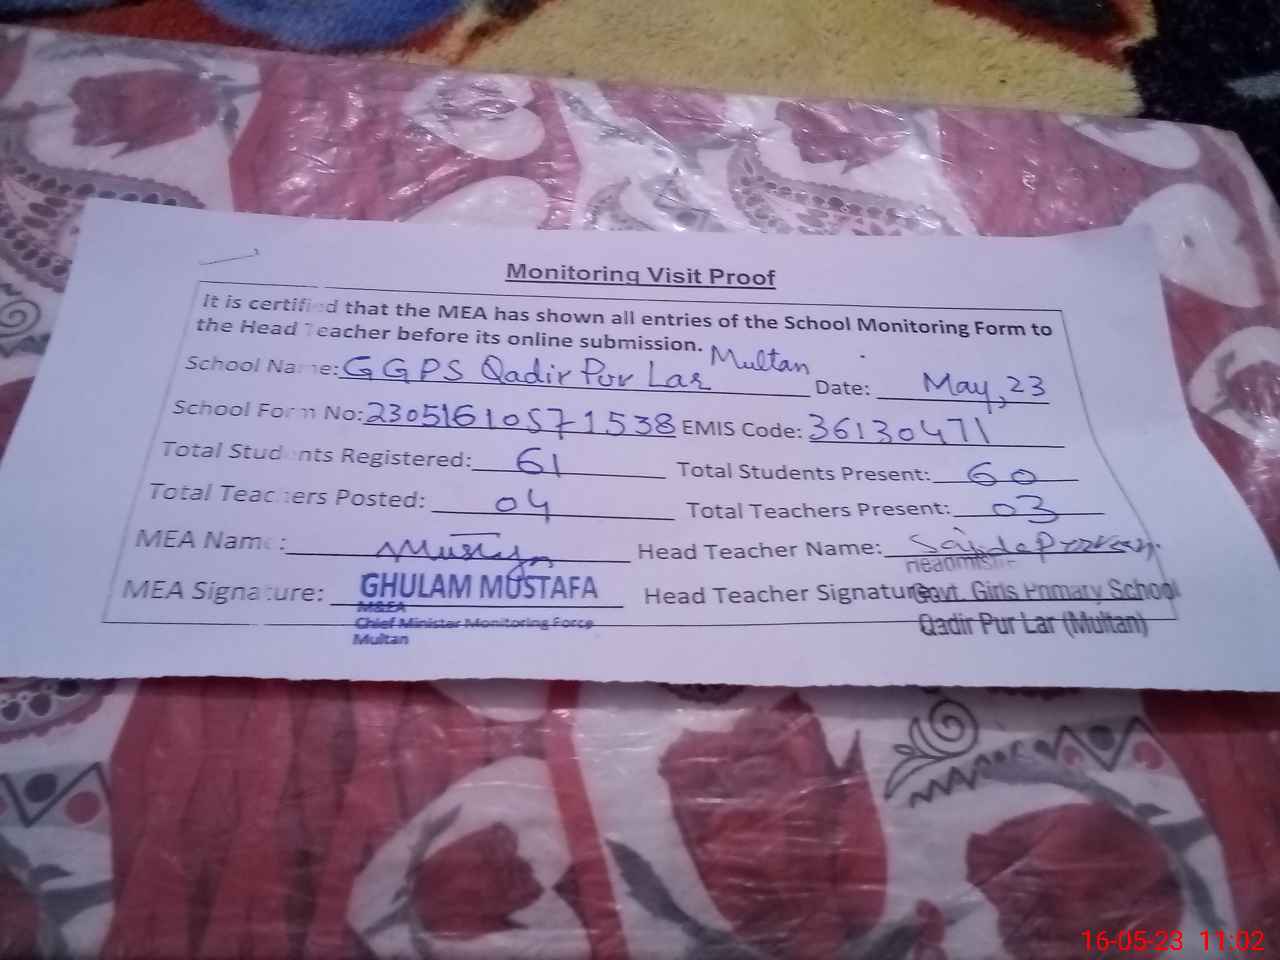 Monitoring Visit Proof
It is certified that the MEA has shown all entries of the School Monitoring Form to
the Head Teacher before its online submission.
School Name: GGPS Qadir Pur Lar Multan Date: May, 23
School Form No: 23051610571538 EMIS Code: 36130471
Total Students Registered: 61 Total Students Present: 60
Total Teachers Posted: 04 Total Teachers Present: 03
MEA Name: Head Teacher Name: Sajida Parveen
MEA Signature: GHULAM MUSTAFA Head Teacher Signature
M&EA
Chief Minister Monitoring Force
Multan
Headmistr
Govt. Girls Primary School
Qadir Pur Lar (Multan)
16-05-23 11:02